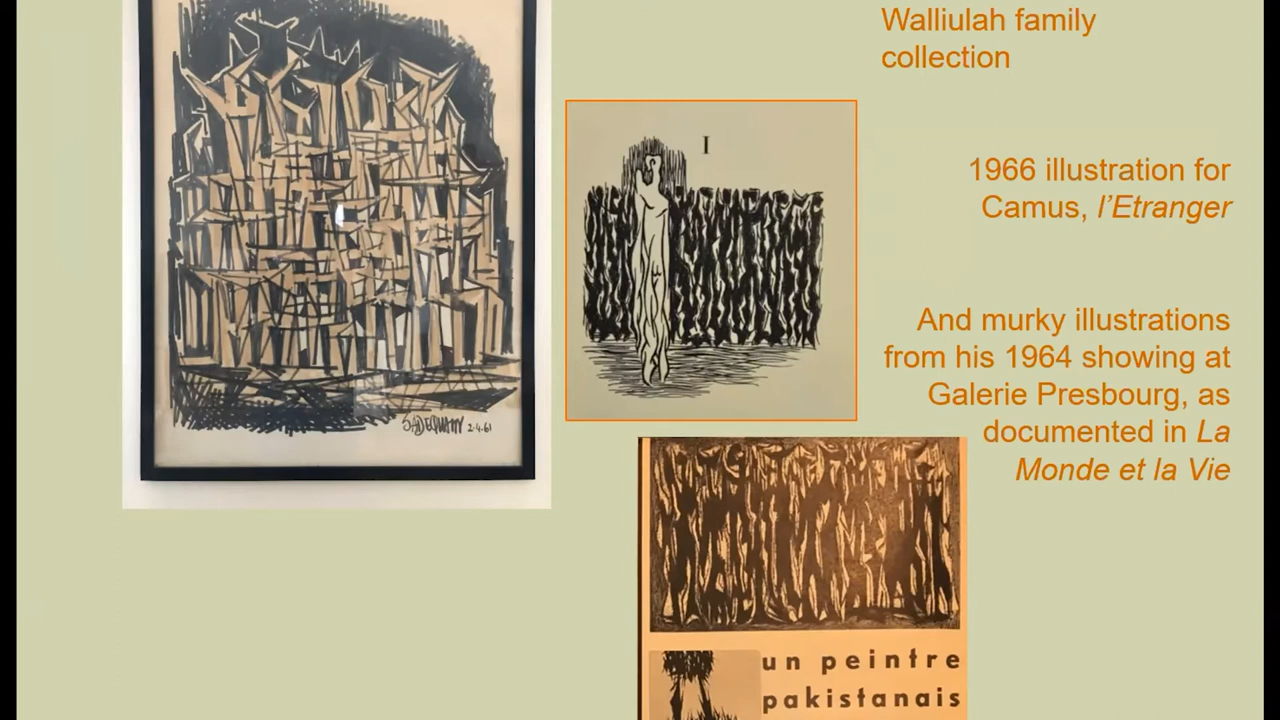 Walliulah family
collection
I
1966 illustration for
Camus, l’Etranger
And murky illustrations
from his 1964 showing at
Galerie Presbourg, as
documented in La
Monde et la Vie
SADEQUAIN 2.4.61
un peintre
pakistanais